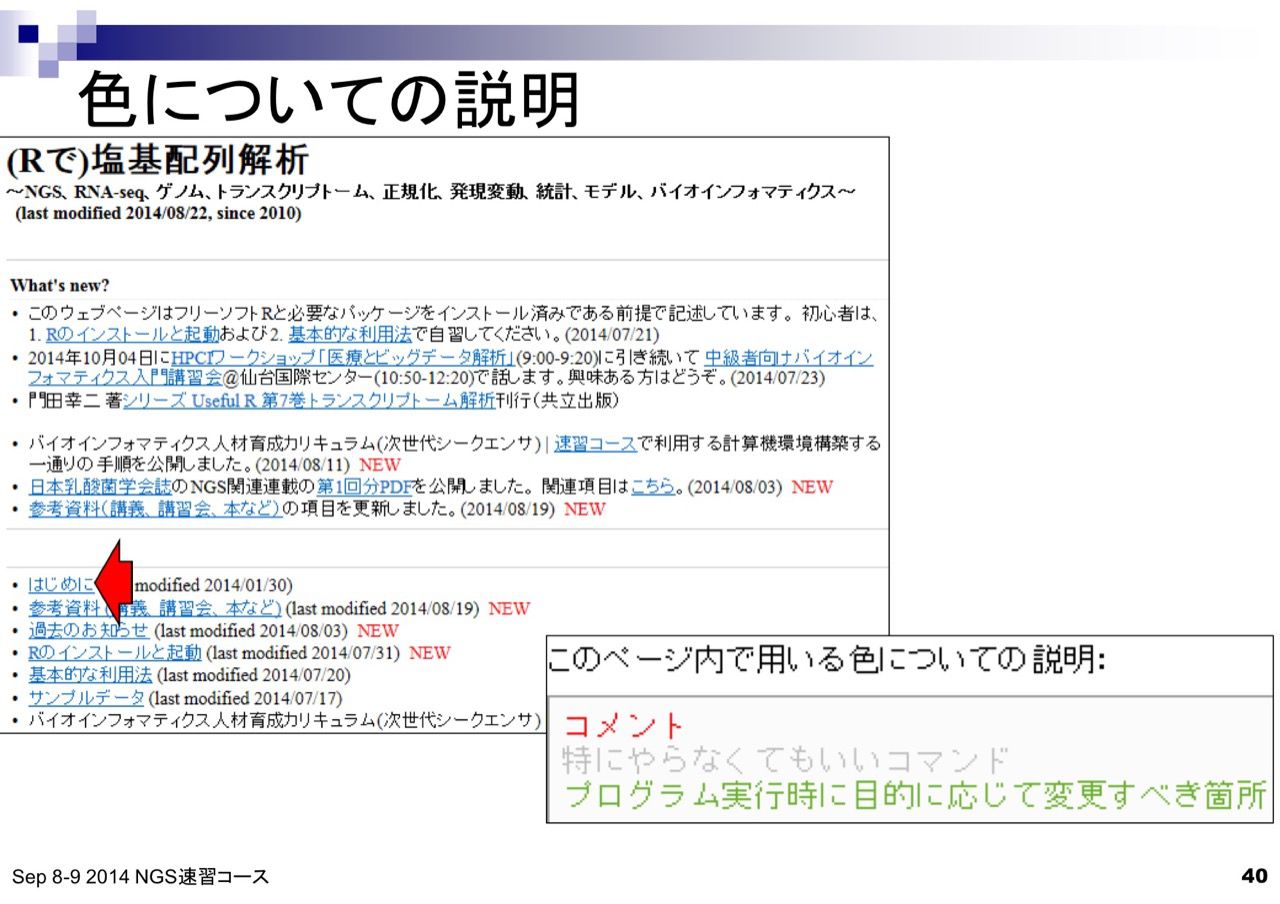 色についての説明
(Rで)塩基配列解析
～NGS、RNA-seq、ゲノム、トランスクリプトーム、正規化、発現変動、統計、モデル、バイオインフォマティクス～
(last modified 2014/08/22, since 2010)
What's new?
• このウェブページはフリーソフトRと必要なパッケージをインストール済みである前提で記述しています。初心者は、
1. Rのインストールと起動および2. 基本的な利用法で自習してください。(2014/07/21)
• 2014年10月04日にHPCIワークショップ「医療とビッグデータ解析」(9:00-9:20)に引き続いて 中級者向けバイオイン
フォマティクス入門講習会@仙台国際センター(10:50-12:20)で話します。興味ある方はどうぞ。(2014/07/23)
• 門田幸二 著シリーズ Useful R 第7巻トランスクリプトーム解析刊行(共立出版)
• バイオインフォマティクス人材育成カリキュラム(次世代シークエンサ) | 速習コースで利用する計算機環境構築する
一通りの手順を公開しました。(2014/08/11) NEW
• 日本乳酸菌学会誌のNGS関連連載の第1回分PDFを公開しました。関連項目はこちら。(2014/08/03) NEW
• 参考資料(講義、講習会、本など)の項目を更新しました。(2014/08/19) NEW
• はじめに modified 2014/01/30)
• 参考資料(講義、講習会、本など) (last modified 2014/08/19) NEW
• 過去のお知らせ (last modified 2014/08/03) NEW
• Rのインストールと起動 (last modified 2014/07/31) NEW
• 基本的な利用法 (last modified 2014/07/20)
• サンプルデータ (last modified 2014/07/17)
• バイオインフォマティクス人材育成カリキュラム(次世代シークエンサ)
このページ内で用いる色についての説明:
コメント
特にやらなくてもいいコマンド
プログラム実行時に目的に応じて変更すべき箇所
Sep 8-9 2014 NGS速習コース
40